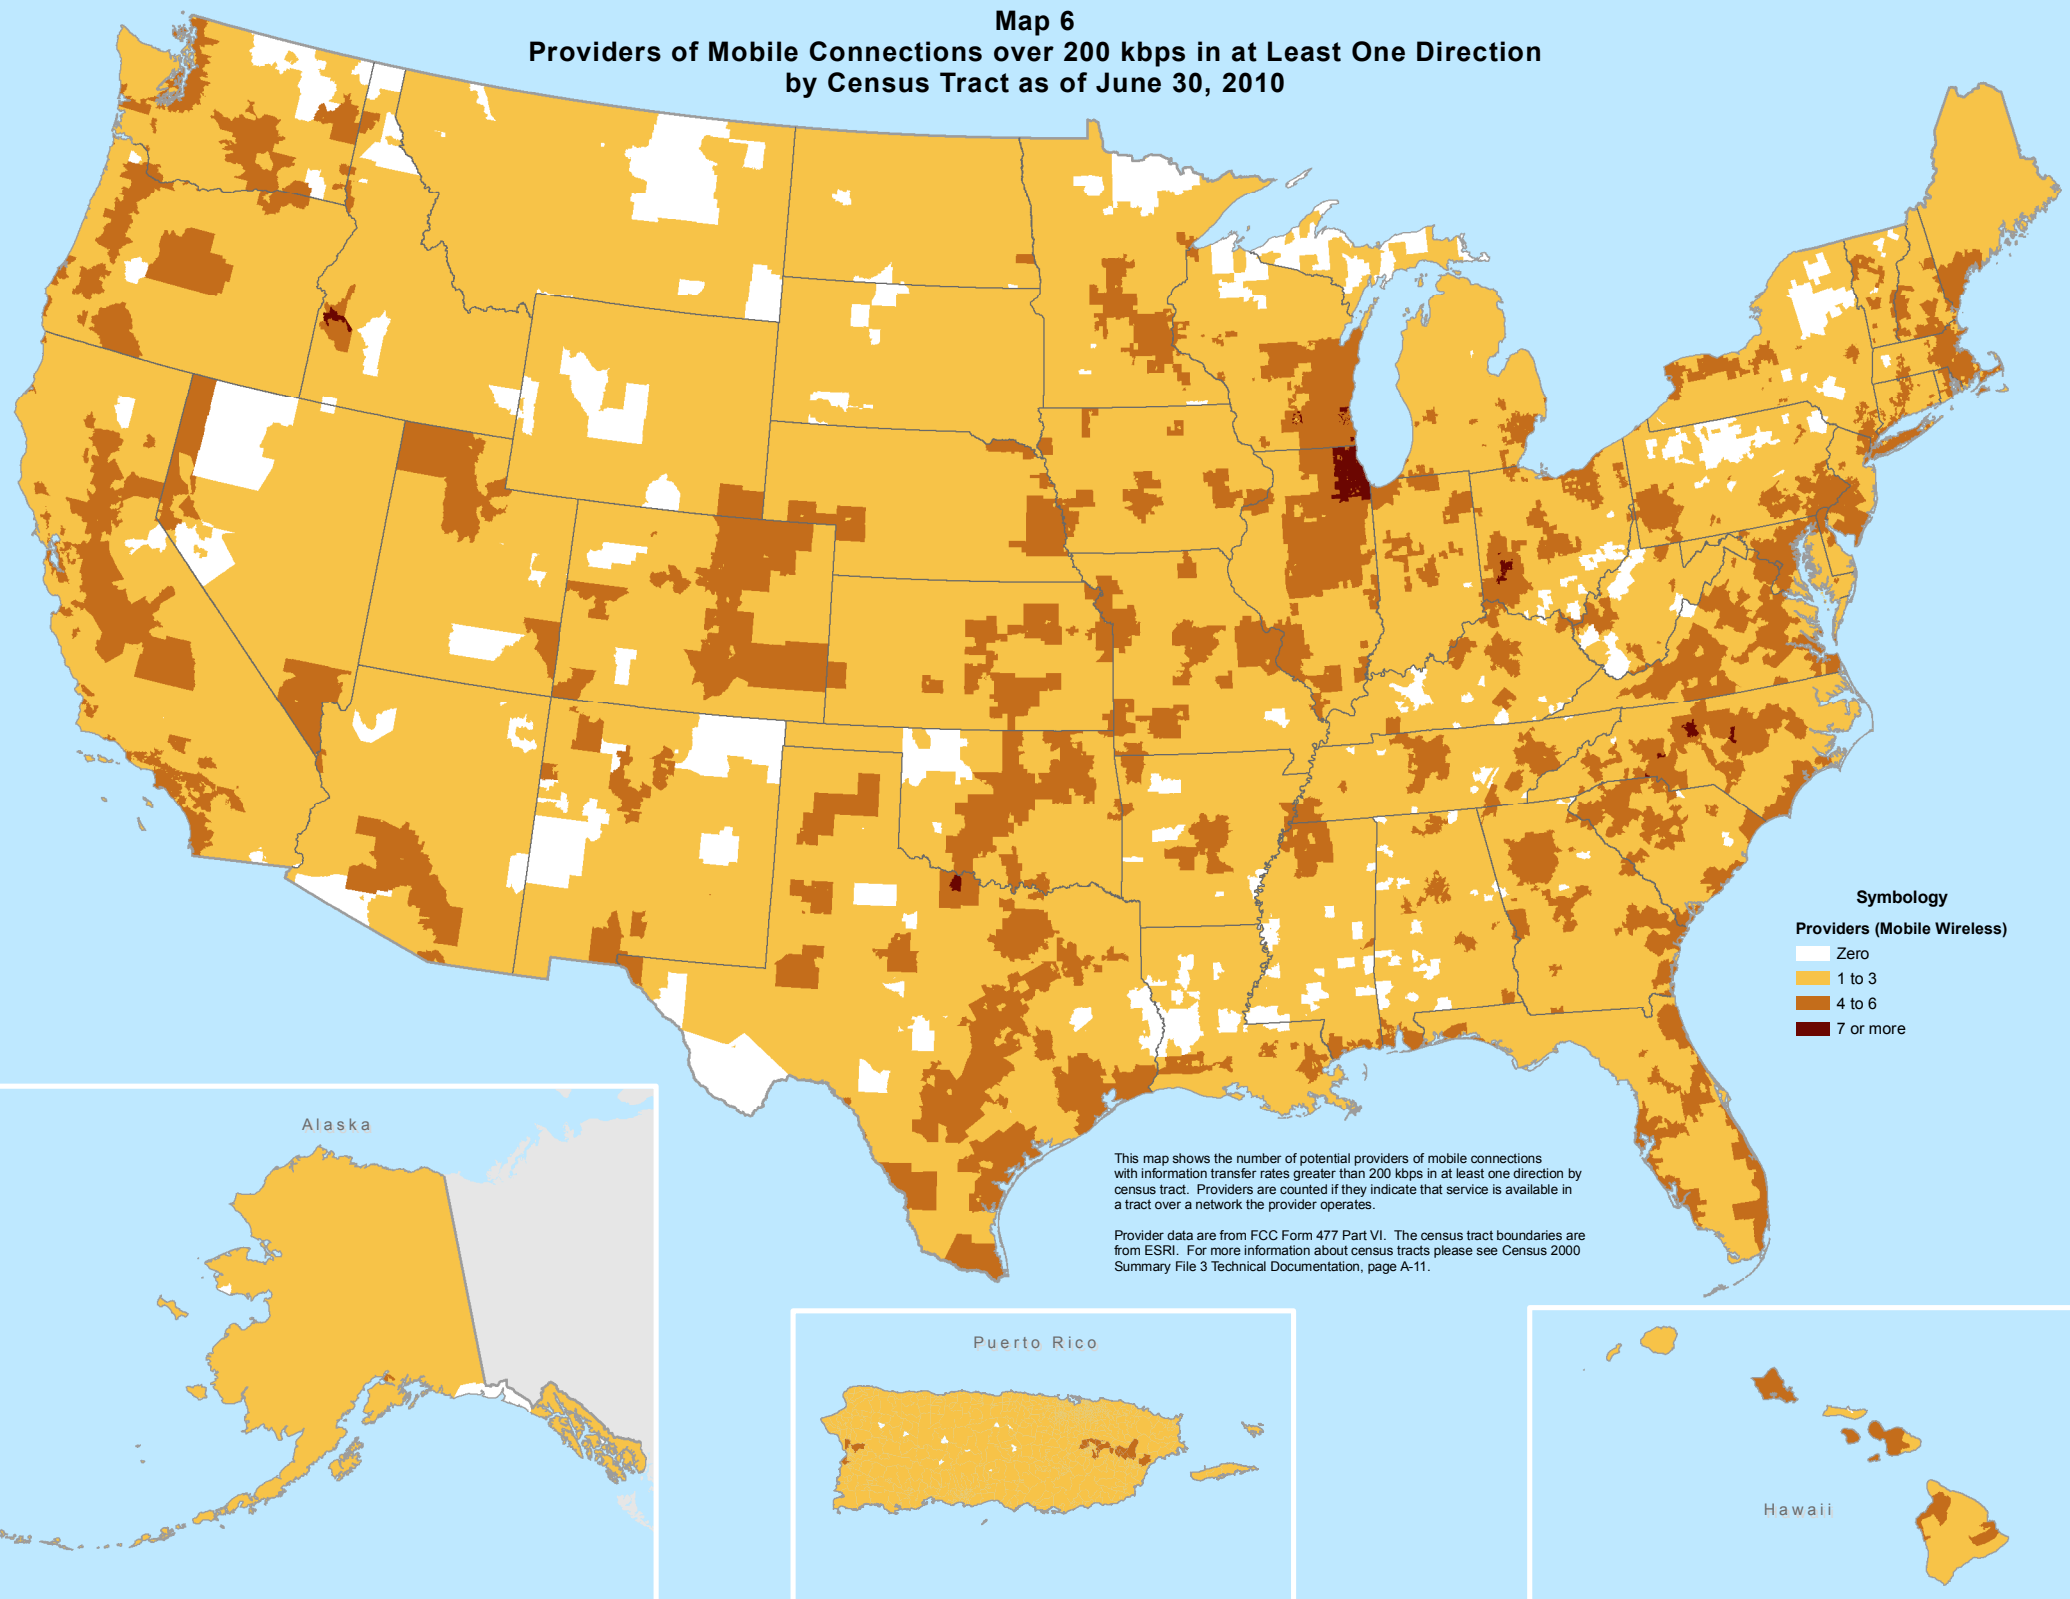 Map 6
Providers of Mobile Connections over 200 kbps in at Least One Direction
by Census Tract as of June 30, 2010
Symbology
Providers (Mobile Wireless)
Zero
1 to 3
4 to 6
7 or more
Alaska
This map shows the number of potential providers of mobile connections
with information transfer rates greater than 200 kbps in at least one direction by
census tract. Providers are counted if they indicate that service is available in
a tract over a network the provider operates.
Provider data are from FCC Form 477 Part VI. The census tract boundaries are
from ESRI. For more information about census tracts please see Census 2000
Summary File 3 Technical Documentation, page A-11.
Puerto Rico
Hawaii